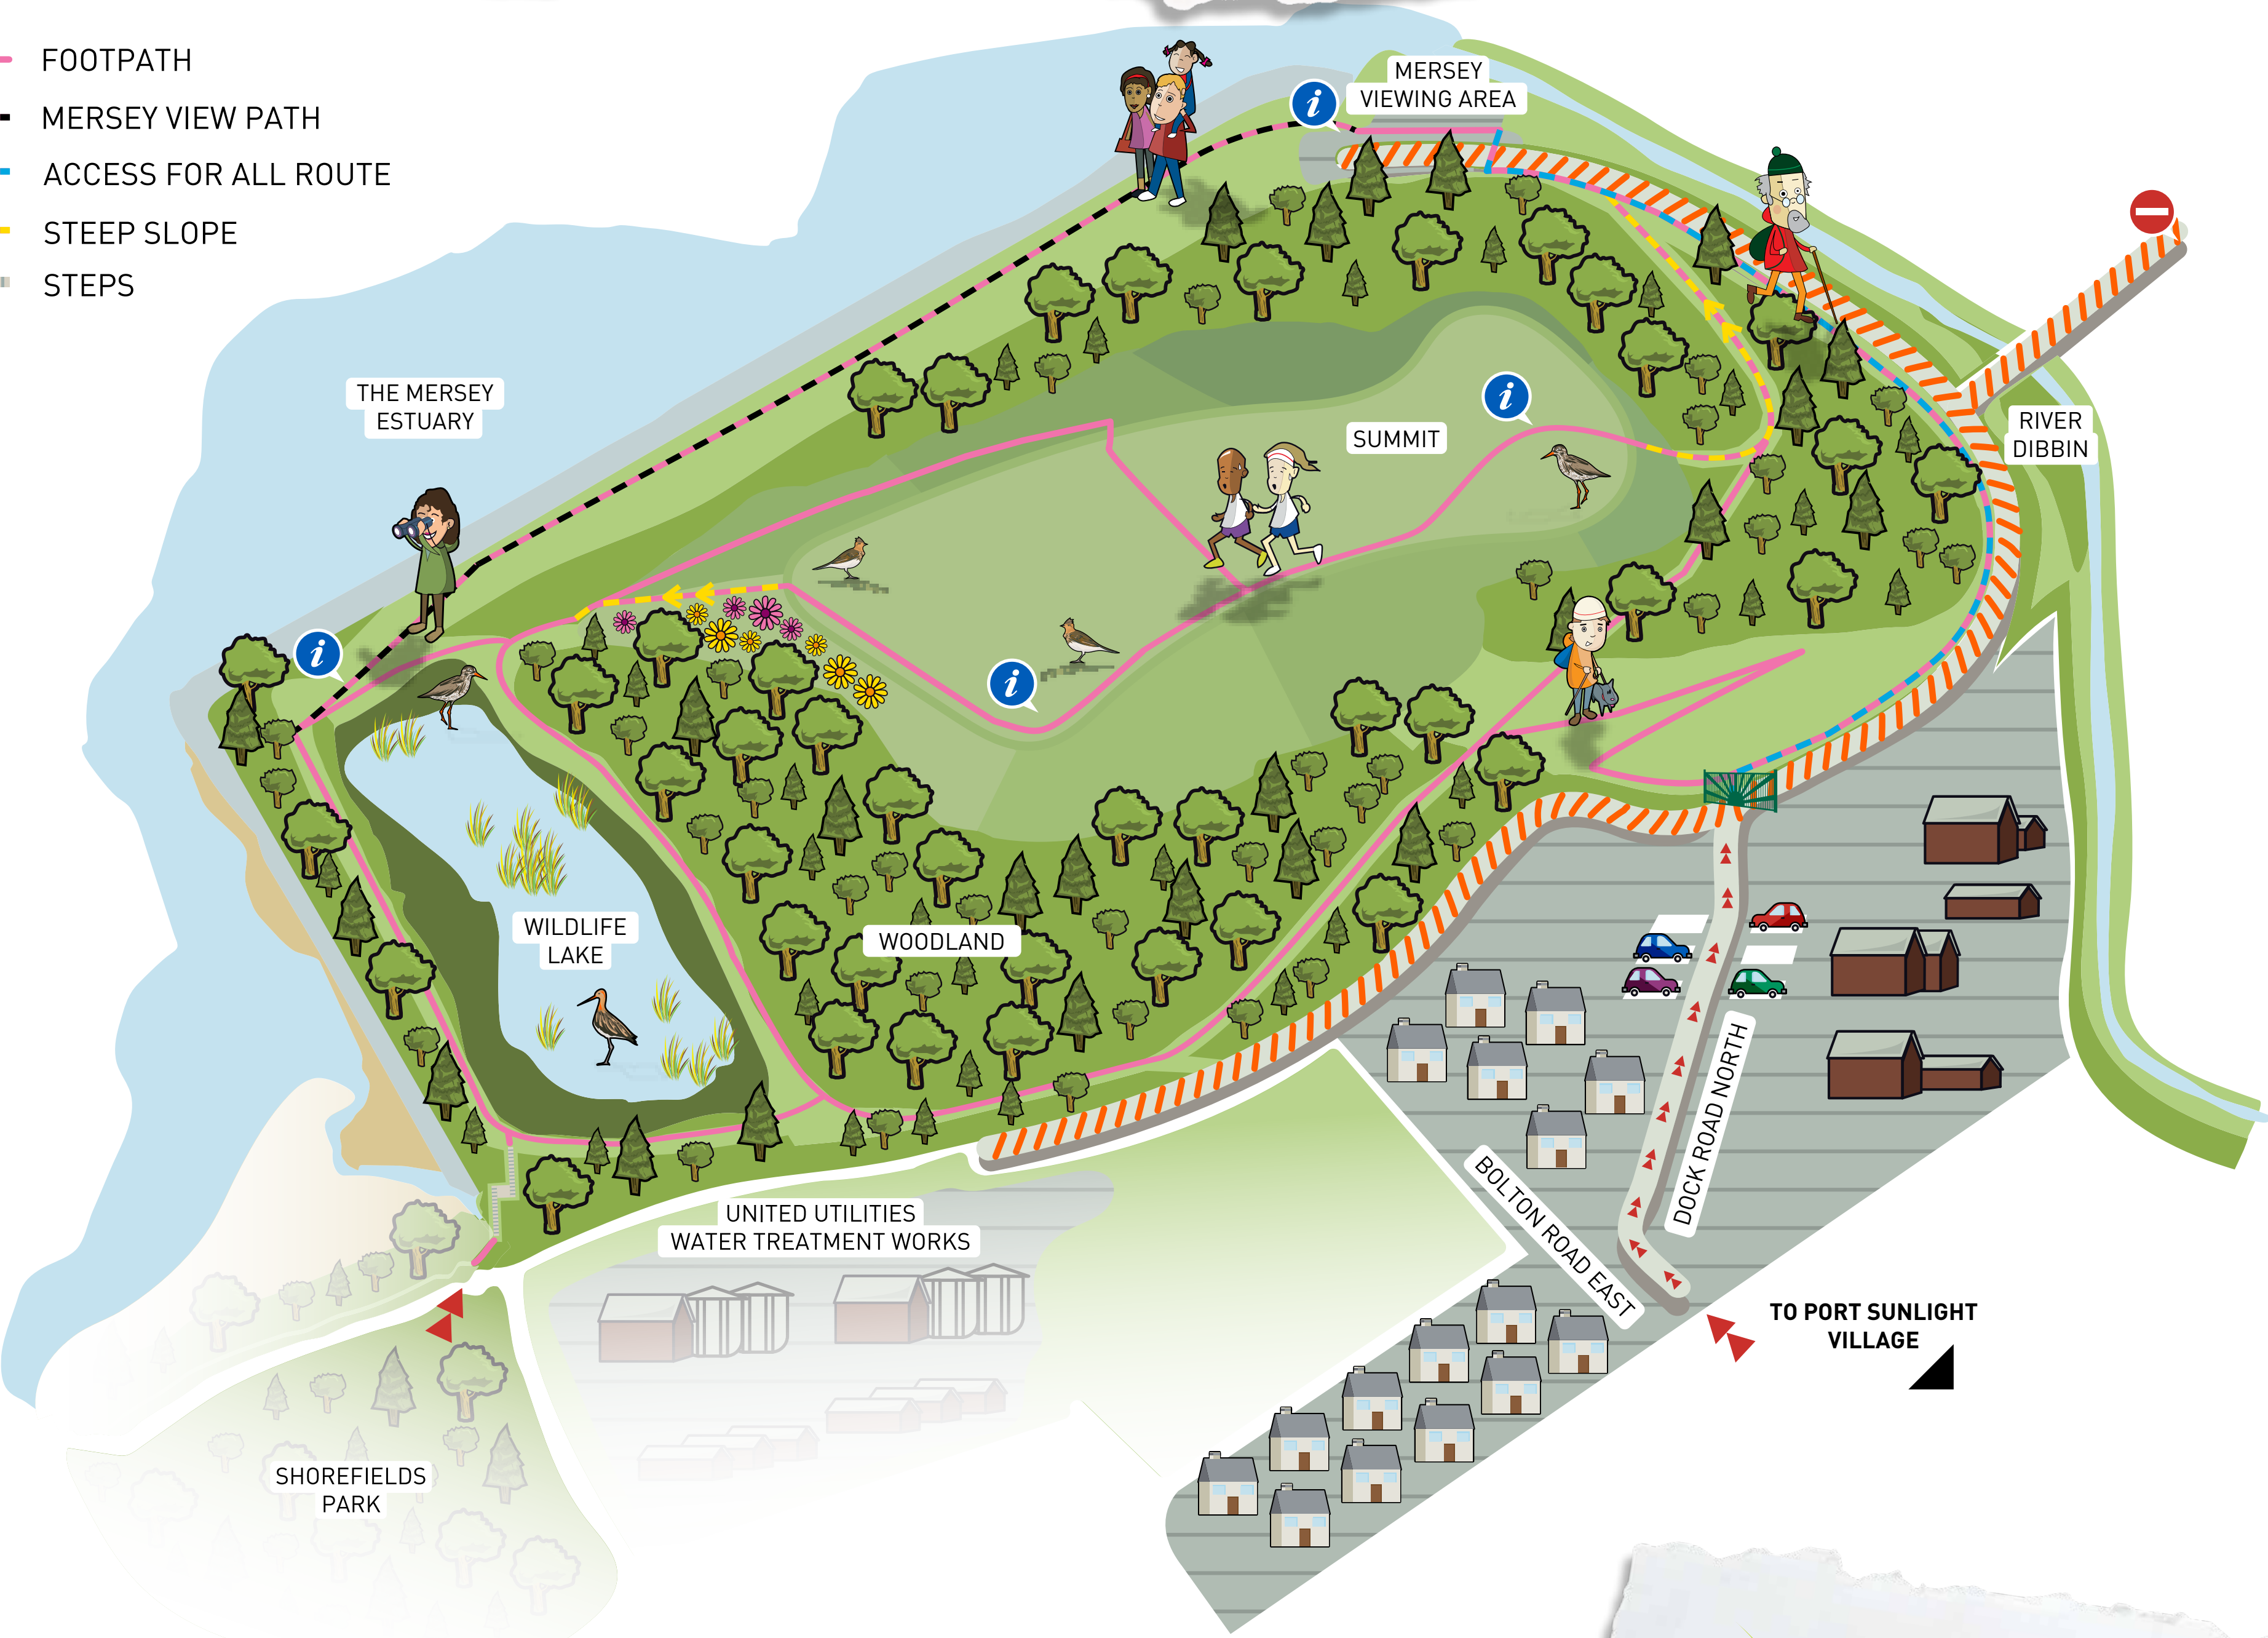 FOOTPATH
MERSEY VIEW PATH
ACCESS FOR ALL ROUTE
STEEP SLOPE
STEPS
MERSEY
VIEWING AREA
i
THE MERSEY
ESTUARY
i
SUMMIT
RIVER
DIBBIN
i
i
WILDLIFE
LAKE
WOODLAND
DOCK ROAD NORTH
BOLTON ROAD EAST
UNITED UTILITIES
WATER TREATMENT WORKS
TO PORT SUNLIGHT
VILLAGE
SHOREFIELDS
PARK